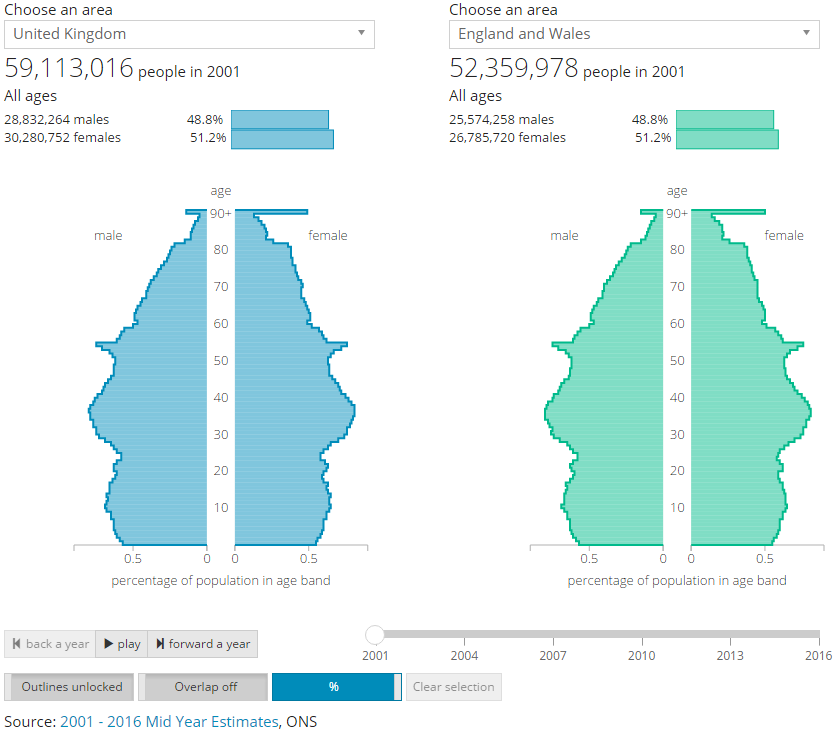 Choose an area
United Kingdom
59,113,016 people in 2001
All ages
28,832,264 males 48.8%
30,280,752 females 51.2%
age
90+
male
female
80
70
60
50
40
30
20
10
0.5 0 0 0.5
percentage of population in age band
Choose an area
England and Wales
52,359,978 people in 2001
All ages
25,574,258 males 48.8%
26,785,720 females 51.2%
age
90+
male
female
80
70
60
50
40
30
20
10
0.5 0 0 0.5
percentage of population in age band
back a year play forward a year
2001 2004 2007 2010 2013 2016
Outlines unlocked Overlap off % Clear selection
Source: 2001 - 2016 Mid Year Estimates, ONS